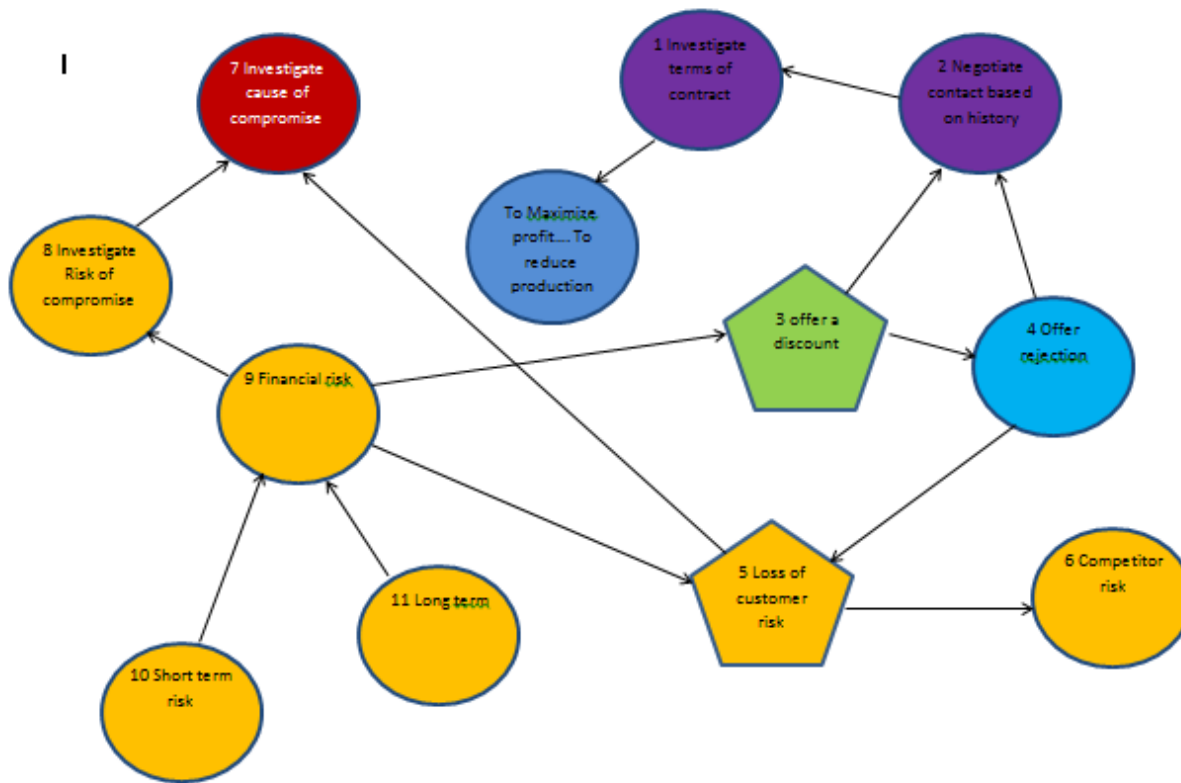 I
7 Investigate
cause of
compromise
1 Investigate
terms of
contract
2 Negotiate
contact based
on history
To Maximize
profit.... To
reduce
production
8 Investigate
Risk of
compromise
3 offer a
discount
4 Offer
rejection
9 Financial risk
5 Loss of
customer
risk
6 Competitor
risk
11 Long term
10 Short term
risk